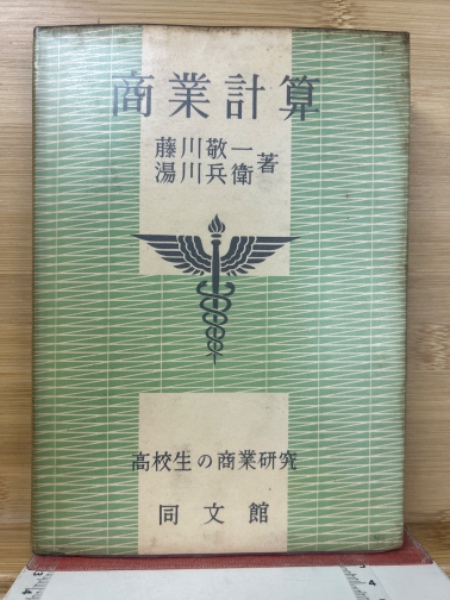 商業計算
藤川敬一
湯川兵衛
著
高校生の商業研究
同文館